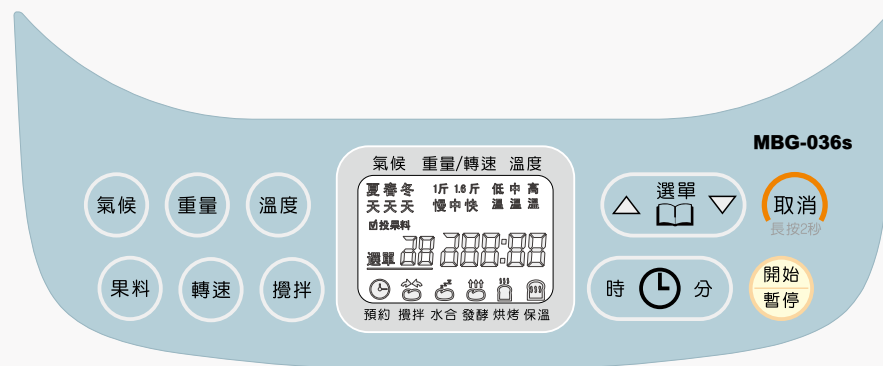 MBG-036s
氣候
重量
溫度
果料
轉速
攪拌
氣候 重量/轉速 溫度
夏 春 冬 1斤 1.6斤 低 中 高
天 天 天 慢 中 快 溫 溫 溫
☑投果料
選單 20 188:88
預約 攪拌 水合 發酵 烘烤 保溫
選單
時 分
取消
長按2秒
開始
暫停